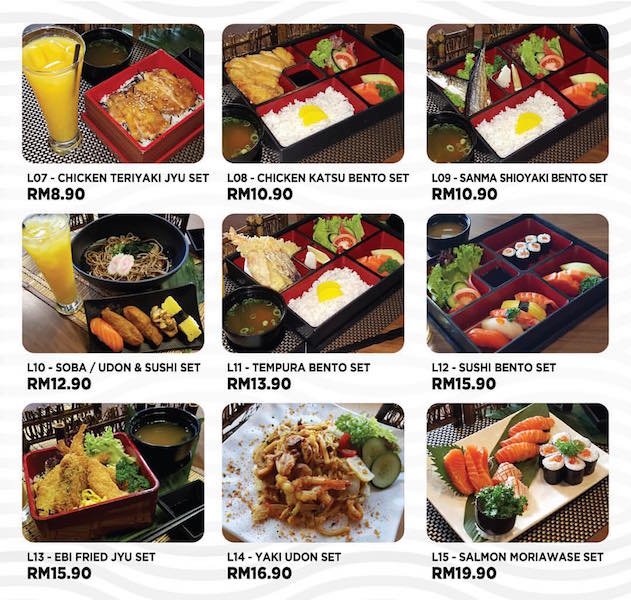 L07 - CHICKEN TERIYAKI JYU SET
RM8.90
L08 - CHICKEN KATSU BENTO SET
RM10.90
L09 - SANMA SHIOYAKI BENTO SET
RM10.90
L10 - SOBA / UDON & SUSHI SET
RM12.90
L11 - TEMPURA BENTO SET
RM13.90
L12 - SUSHI BENTO SET
RM15.90
L13 - EBI FRIED JYU SET
RM15.90
L14 - YAKI UDON SET
RM16.90
L15 - SALMON MORIAWASE SET
RM19.90